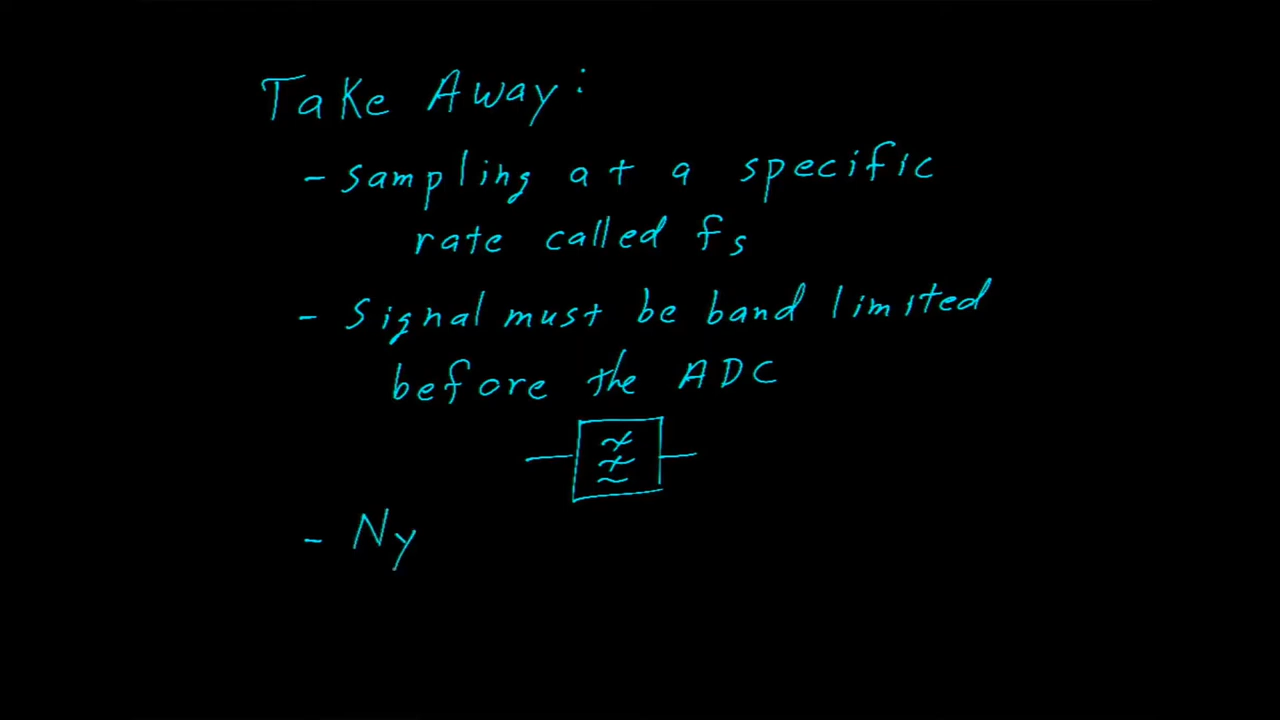 Take Away:
- Sampling at a specific
rate called fs
- Signal must be band limited
before the ADC
- Ny